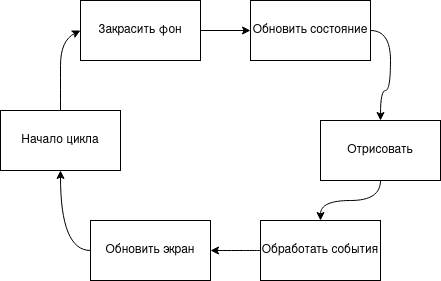 Закрасить фон
Обновить состояние
Начало цикла
Отрисовать
Обновить экран
Обработать события